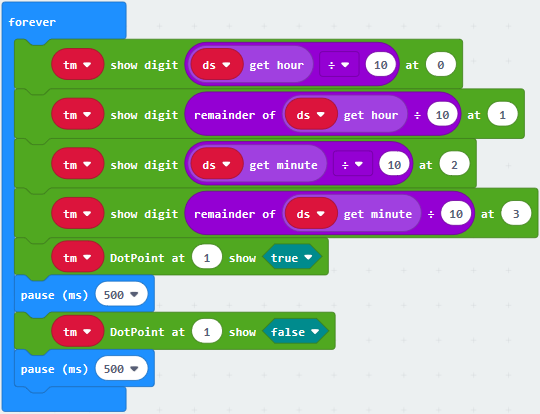 forever
tm show digit ds get hour ÷ 10 at 0
tm show digit remainder of ds get hour ÷ 10 at 1
tm show digit ds get minute ÷ 10 at 2
tm show digit remainder of ds get minute ÷ 10 at 3
tm DotPoint at 1 show true
pause (ms) 500
tm DotPoint at 1 show false
pause (ms) 500